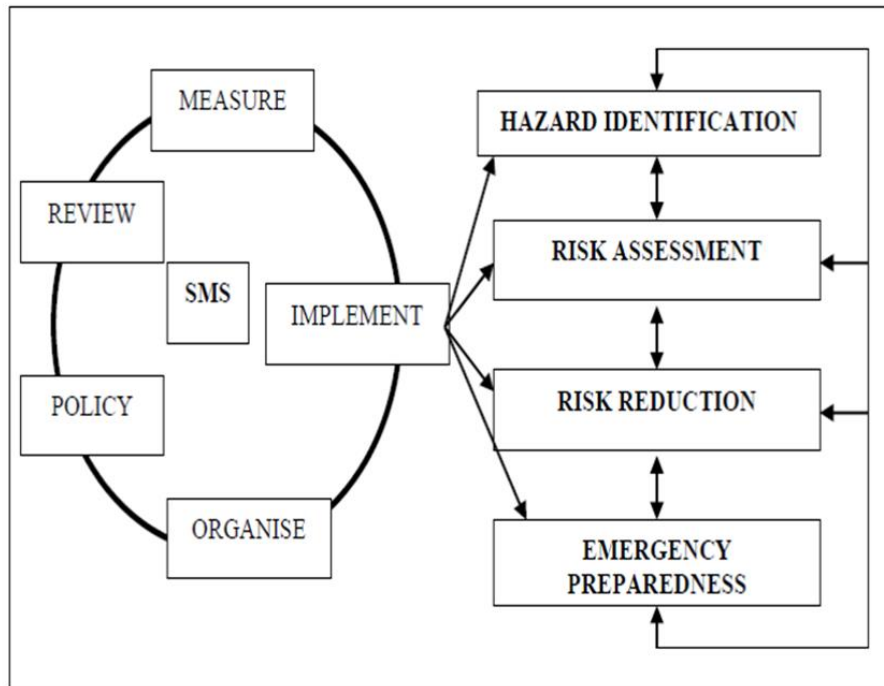 MEASURE
REVIEW
SMS
IMPLEMENT
POLICY
ORGANISE
HAZARD IDENTIFICATION
RISK ASSESSMENT
RISK REDUCTION
EMERGENCY
PREPAREDNESS